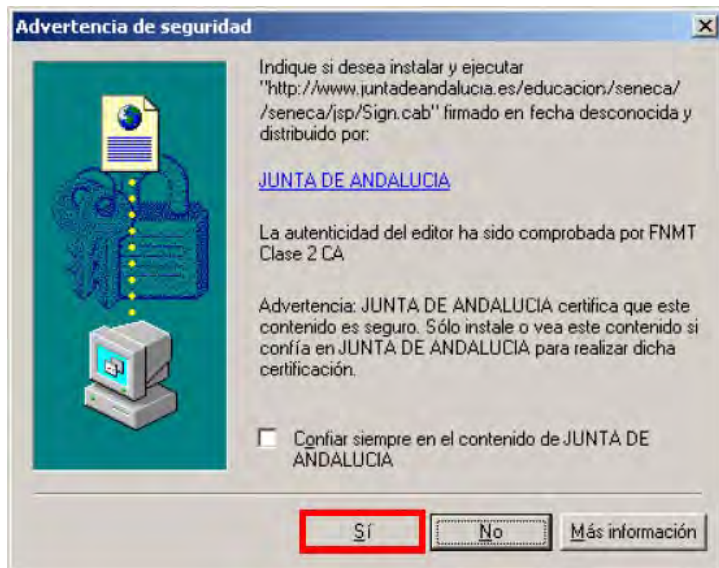 Advertencia de seguridad
Indique si desea instalar y ejecutar
"http://www.juntadeandalucia.es/educacion/seneca/
/seneca/jsp/Sign.cab" firmado en fecha desconocida y
distribuido por:
JUNTA DE ANDALUCIA
La autenticidad del editor ha sido comprobada por FNMT
Clase 2 CA
Advertencia: JUNTA DE ANDALUCIA certifica que este
contenido es seguro. Sólo instale o vea este contenido si
confía en JUNTA DE ANDALUCIA para realizar dicha
certificación.
Confiar siempre en el contenido de JUNTA DE
ANDALUCIA
Sí No Más información